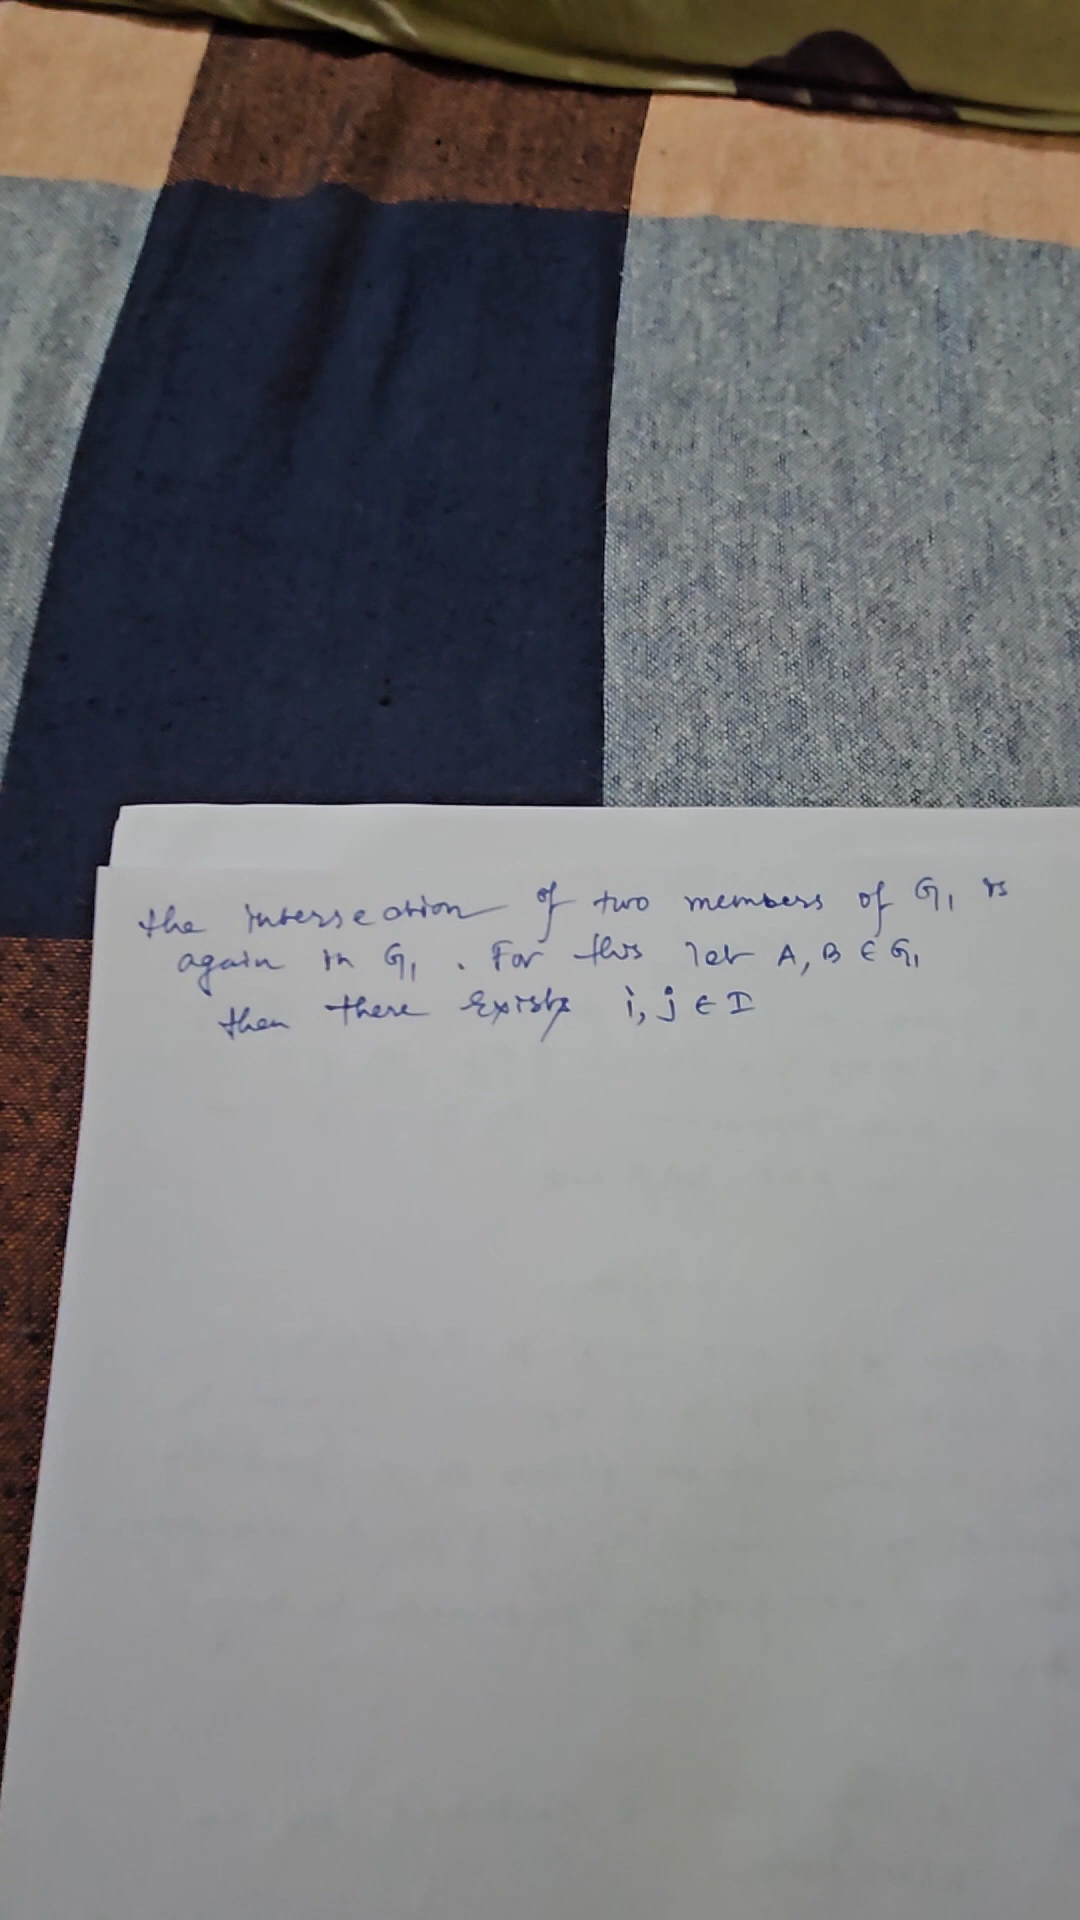 the intersection of two members of G₁ is
again in G₁. For this let A, B ∈ G₁
then there exists i, j ∈ I